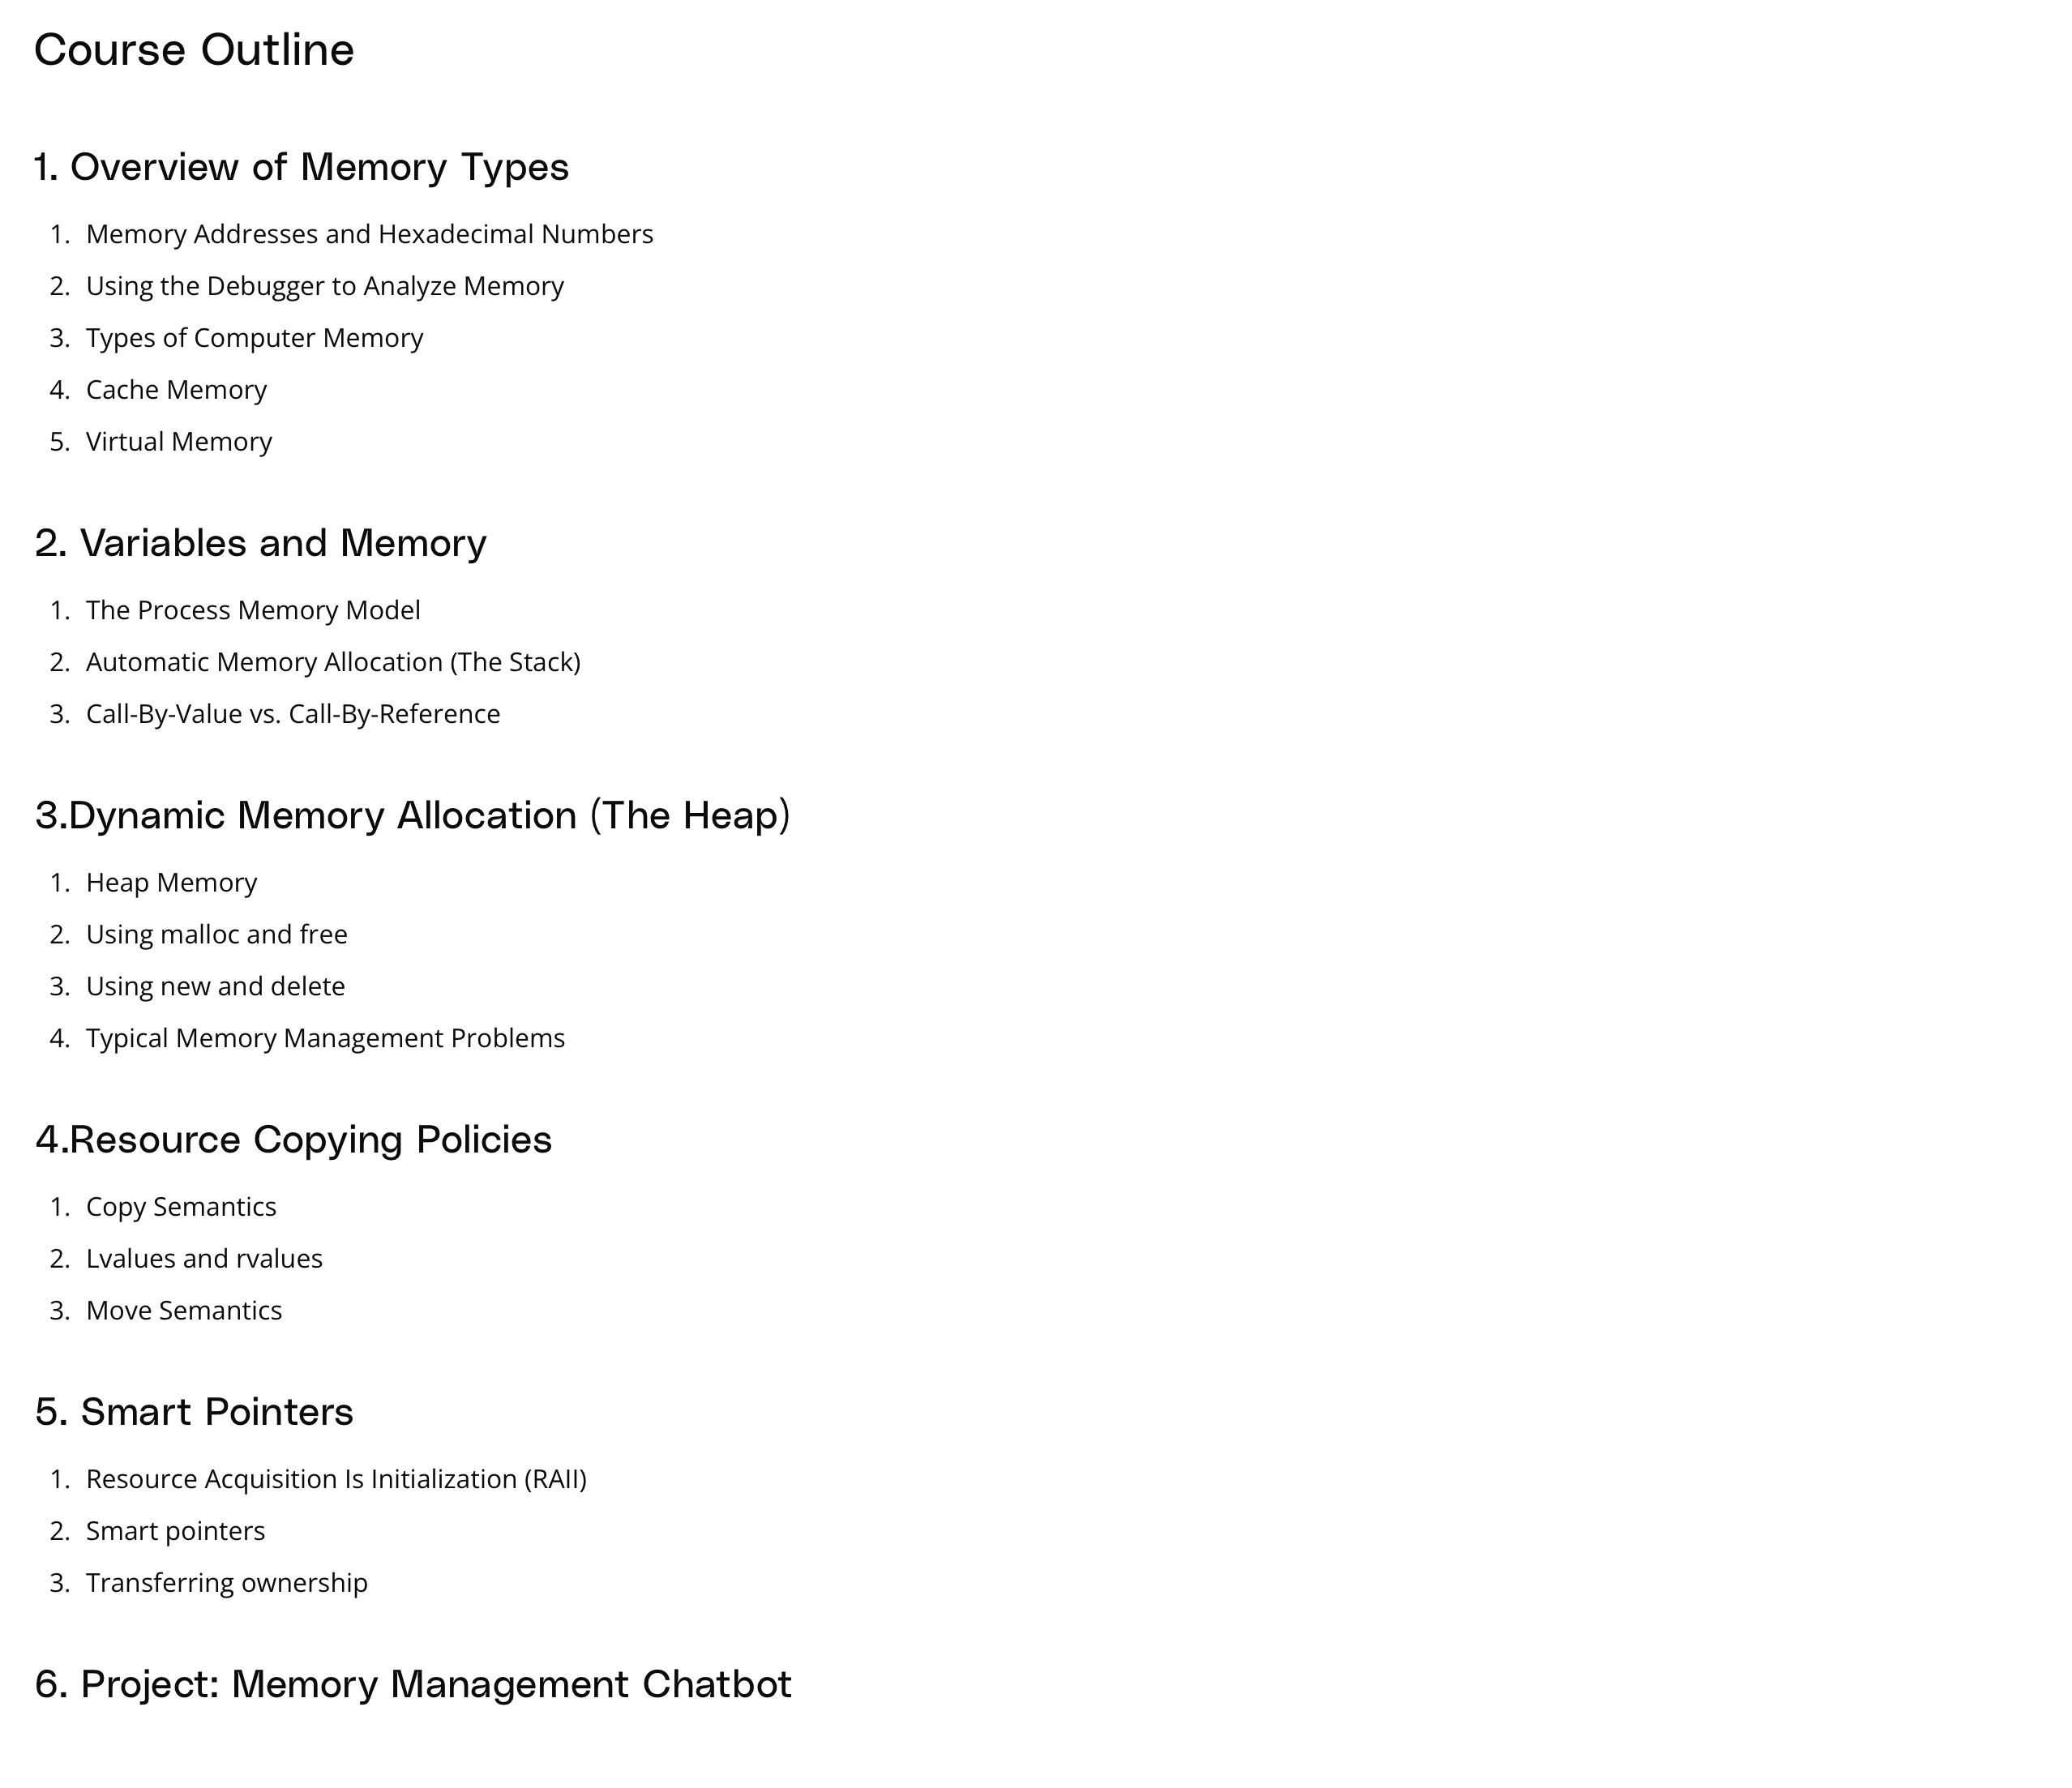 Course Outline
1. Overview of Memory Types
1. Memory Addresses and Hexadecimal Numbers
2. Using the Debugger to Analyze Memory
3. Types of Computer Memory
4. Cache Memory
5. Virtual Memory
2. Variables and Memory
1. The Process Memory Model
2. Automatic Memory Allocation (The Stack)
3. Call-By-Value vs. Call-By-Reference
3.Dynamic Memory Allocation (The Heap)
1. Heap Memory
2. Using malloc and free
3. Using new and delete
4. Typical Memory Management Problems
4.Resource Copying Policies
1. Copy Semantics
2. Lvalues and rvalues
3. Move Semantics
5. Smart Pointers
1. Resource Acquisition Is Initialization (RAII)
2. Smart pointers
3. Transferring ownership
6. Project: Memory Management Chatbot